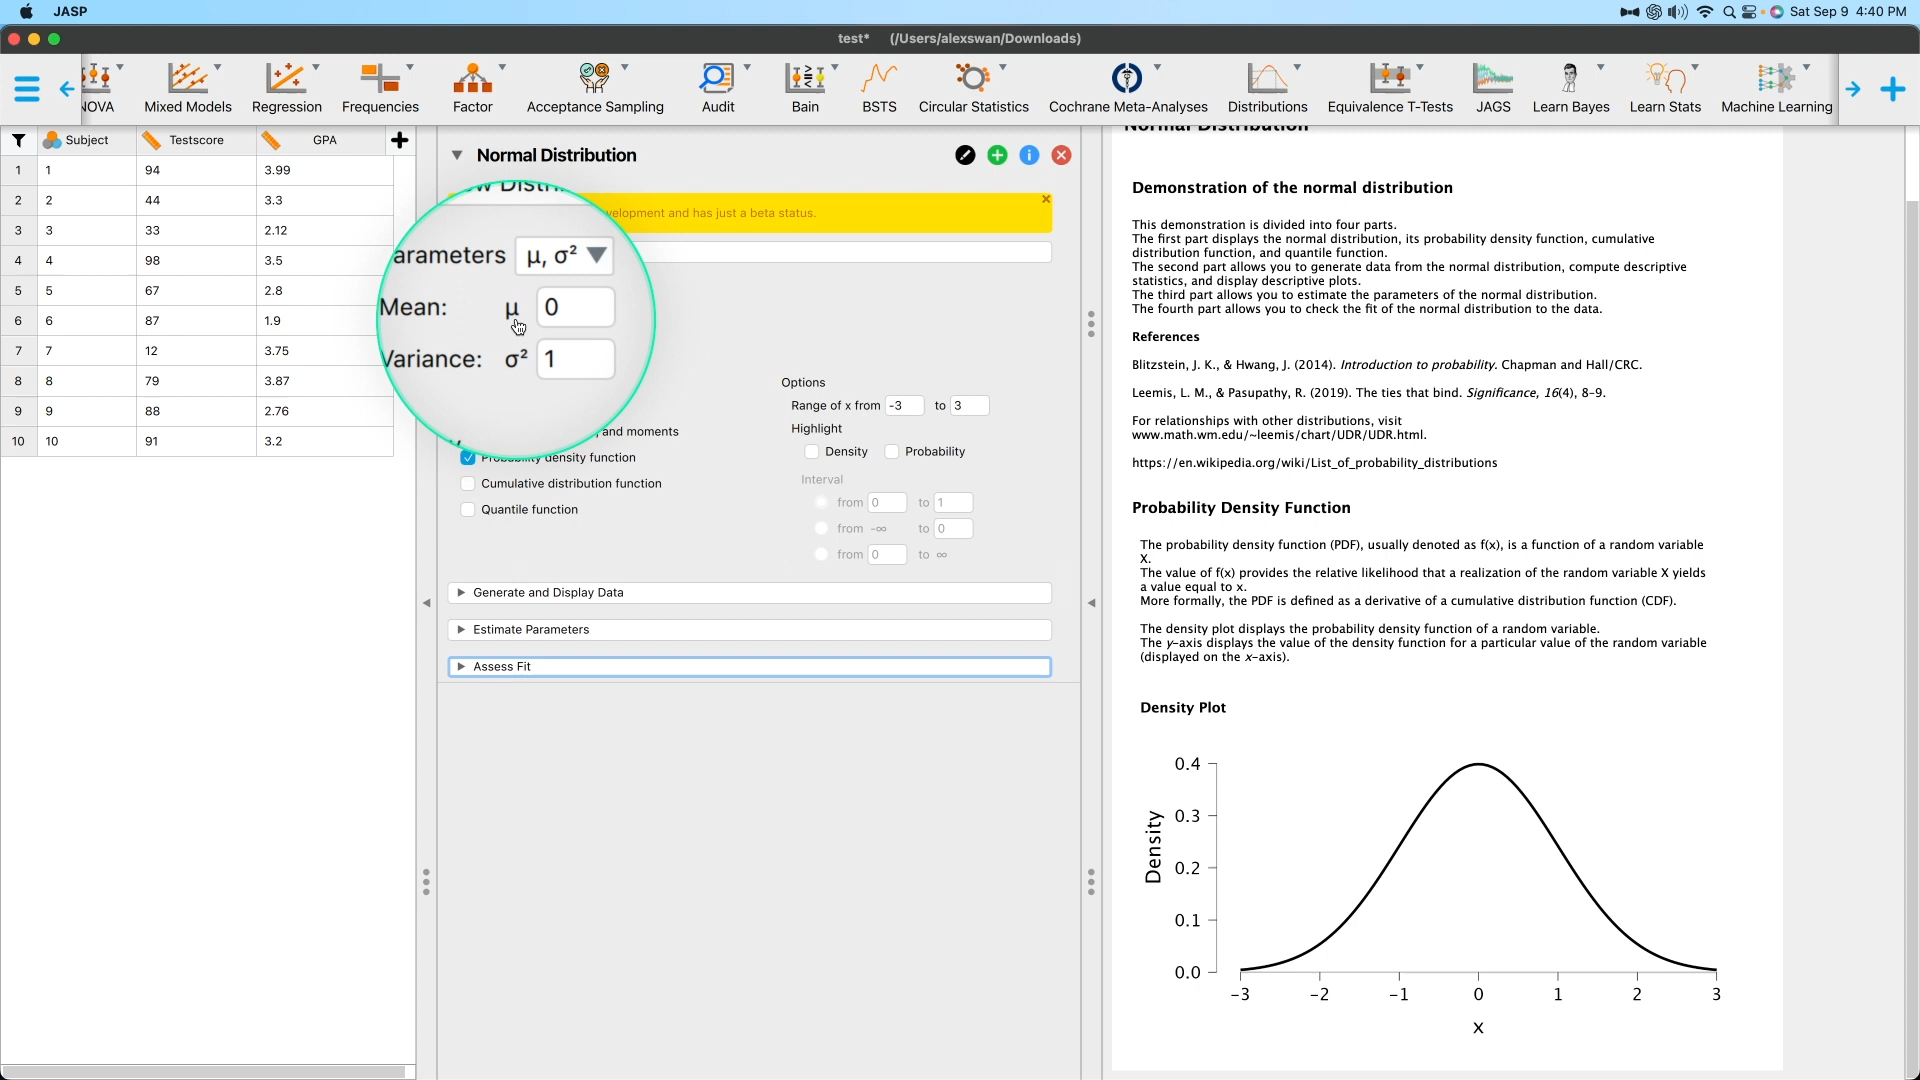 JASP
Sat Sep 9 4:40 PM
test* (/Users/alexswan/Downloads)
NOVA
Mixed Models
Regression
Frequencies
Factor
Acceptance Sampling
Audit
Bain
BSTS
Circular Statistics
Cochrane Meta-Analyses
Distributions
Equivalence T-Tests
JAGS
Learn Bayes
Learn Stats
Machine Learning
Subject Testscore GPA
1 1 94 3.99
2 2 44 3.3
3 3 33 2.12
4 4 98 3.5
5 5 67 2.8
6 6 87 1.9
7 7 12 3.75
8 8 79 3.87
9 9 88 2.76
10 10 91 3.2
Normal Distribution
velopment and has just a beta status.
arameters μ, σ²
Mean: μ 0
Variance: σ² 1
and moments
Probability density function
Cumulative distribution function
Quantile function
Options
Range of x from -3 to 3
Highlight
Density Probability
Interval
from 0 to 1
from -∞ to 0
from 0 to ∞
Generate and Display Data
Estimate Parameters
Assess Fit
Normal Distribution
Demonstration of the normal distribution
This demonstration is divided into four parts.
The first part displays the normal distribution, its probability density function, cumulative
distribution function, and quantile function.
The second part allows you to generate data from the normal distribution, compute descriptive
statistics, and display descriptive plots.
The third part allows you to estimate the parameters of the normal distribution.
The fourth part allows you to check the fit of the normal distribution to the data.
References
Blitzstein, J. K., & Hwang, J. (2014). Introduction to probability. Chapman and Hall/CRC.
Leemis, L. M., & Pasupathy, R. (2019). The ties that bind. Significance, 16(4), 8–9.
For relationships with other distributions, visit
www.math.wm.edu/~leemis/chart/UDR/UDR.html.
https://en.wikipedia.org/wiki/List_of_probability_distributions
Probability Density Function
The probability density function (PDF), usually denoted as f(x), is a function of a random variable
X.
The value of f(x) provides the relative likelihood that a realization of the random variable X yields
a value equal to x.
More formally, the PDF is defined as a derivative of a cumulative distribution function (CDF).
The density plot displays the probability density function of a random variable.
The y-axis displays the value of the density function for a particular value of the random variable
(displayed on the x-axis).
Density Plot
0.4
0.3
0.2
0.1
0.0
Density
-3 -2 -1 0 1 2 3
x